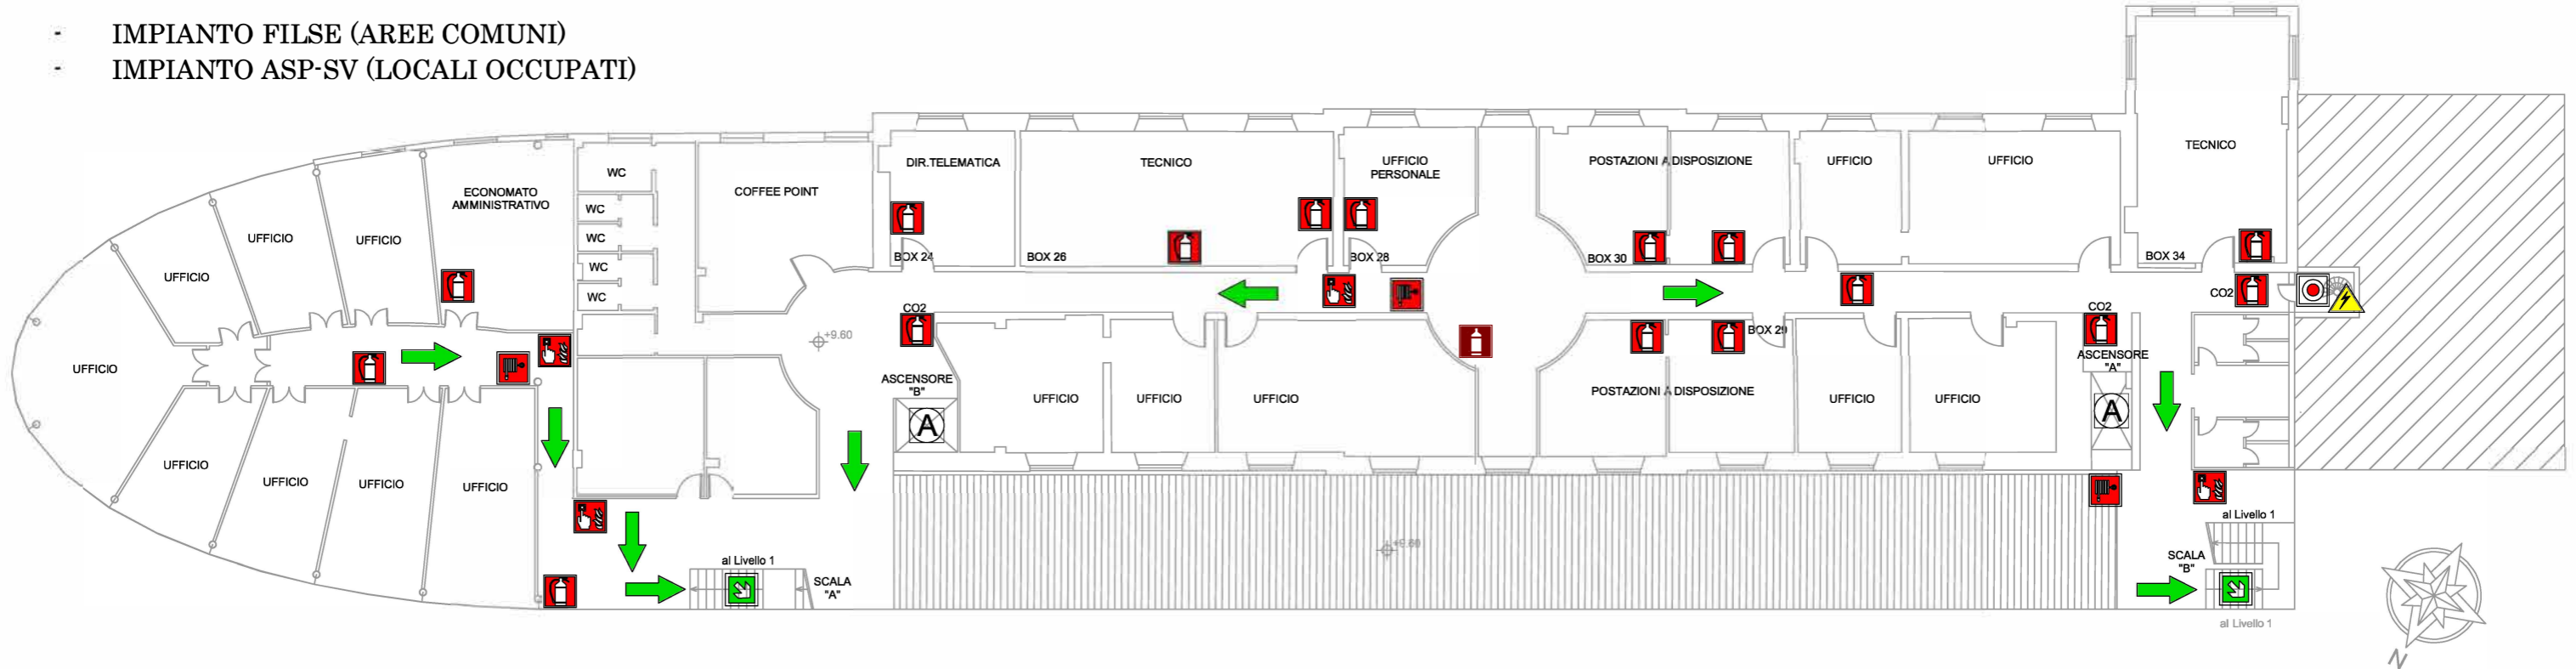 - IMPIANTO FILSE (AREE COMUNI)
- IMPIANTO ASP-SV (LOCALI OCCUPATI)
TECNICO
DIR.TELEMATICA
TECNICO
UFFICIO
PERSONALE
POSTAZIONI A DISPOSIZIONE
UFFICIO
UFFICIO
WC
ECONOMATO
AMMINISTRATIVO
COFFEE POINT
WC
WC
WC
WC
UFFICIO
UFFICIO
UFFICIO
BOX 24
BOX 26
BOX 28
BOX 30
BOX 34
CO2
CO2
CO2
+9.60
BOX 29
UFFICIO
ASCENSORE
"B"
A
ASCENSORE
"A"
A
UFFICIO
UFFICIO
UFFICIO
POSTAZIONI A DISPOSIZIONE
UFFICIO
UFFICIO
UFFICIO
UFFICIO
UFFICIO
UFFICIO
al Livello 1
+9.60
al Livello 1
SCALA
"A"
SCALA
"B"
al Livello 1
N